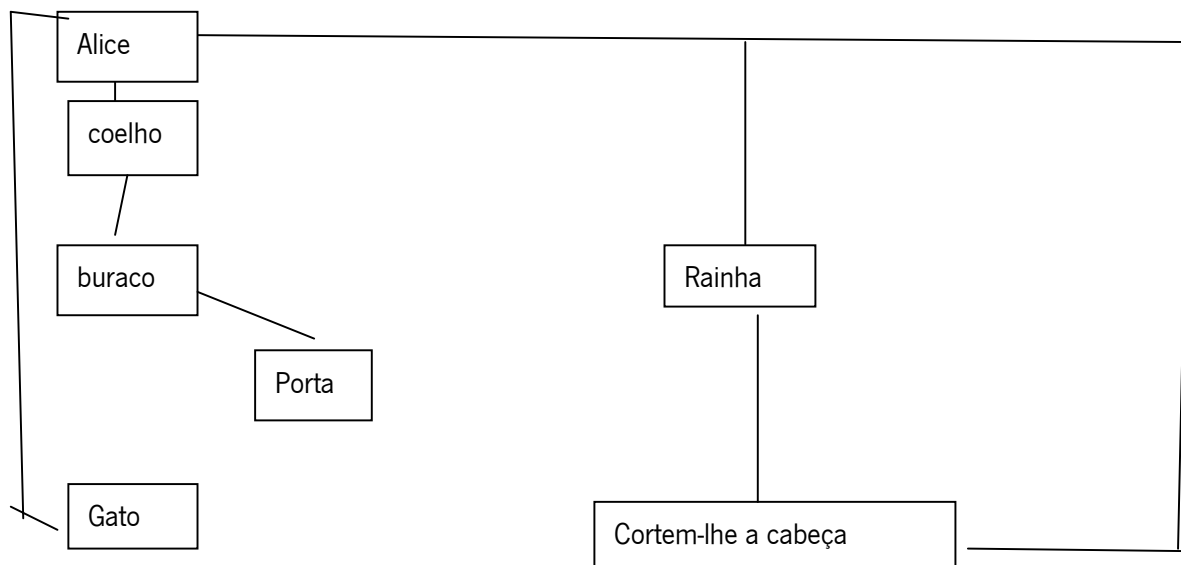 Alice
coelho
buraco
Rainha
Porta
Gato
Cortem-lhe a cabeça